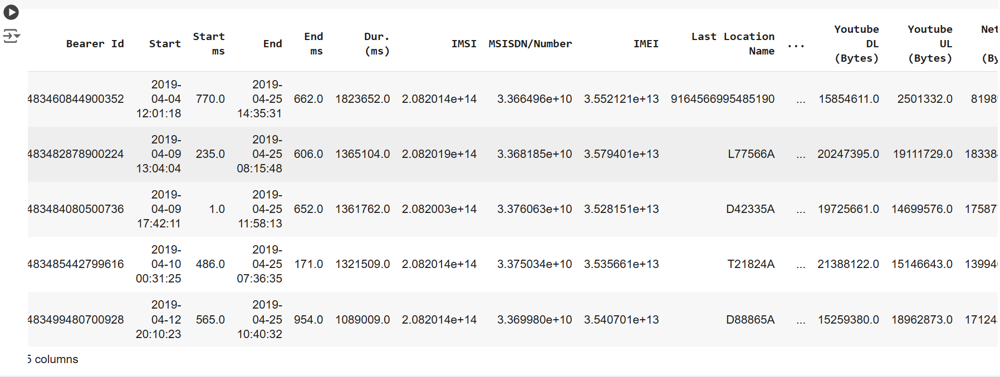 Bearer Id Start Start ms End End ms Dur. (ms) IMSI MSISDN/Number IMEI Last Location Name ... Youtube DL (Bytes) Youtube UL (Bytes)
483460844900352 2019-04-04 12:01:18 770.0 2019-04-25 14:35:31 662.0 1823652.0 2.082014e+14 3.366496e+10 3.552121e+13 9164566995485190 ... 15854611.0 2501332.0
483482878900224 2019-04-09 13:04:04 235.0 2019-04-25 08:15:48 606.0 1365104.0 2.082019e+14 3.368185e+10 3.579401e+13 L77566A ... 20247395.0 19111729.0
483484080500736 2019-04-09 17:42:11 1.0 2019-04-25 11:58:13 652.0 1361762.0 2.082003e+14 3.376063e+10 3.528151e+13 D42335A ... 19725661.0 14699576.0
483485442799616 2019-04-10 00:31:25 486.0 2019-04-25 07:36:35 171.0 1321509.0 2.082014e+14 3.375034e+10 3.535661e+13 T21824A ... 21388122.0 15146643.0
483499480700928 2019-04-12 20:10:23 565.0 2019-04-25 10:40:32 954.0 1089009.0 2.082014e+14 3.369980e+10 3.540701e+13 D88865A ... 15259380.0 18962873.0
5 columns